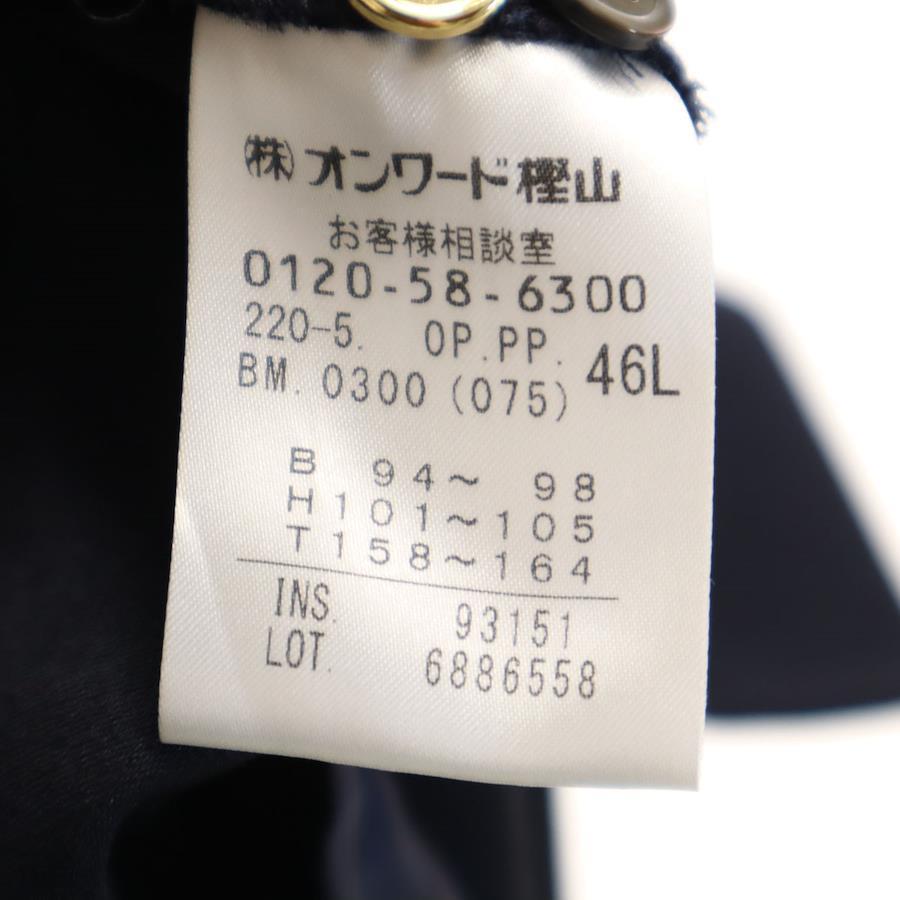 ㈱オンワード樫山
お客様相談室
0120-58-6300
220-5. OP.PP. 46L
BM. 0300 (075)
B 94～ 98
H101～105
T158～164
INS. 93151
LOT. 6886558